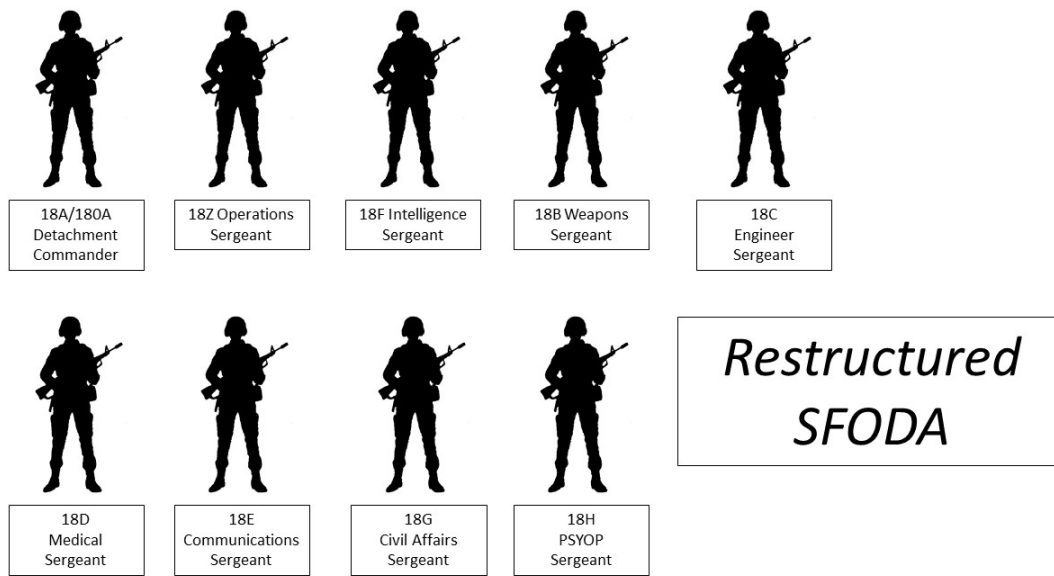 18A/180A
Detachment
Commander
18Z Operations
Sergeant
18F Intelligence
Sergeant
18B Weapons
Sergeant
18C
Engineer
Sergeant
18D
Medical
Sergeant
18E
Communications
Sergeant
18G
Civil Affairs
Sergeant
18H
PSYOP
Sergeant
Restructured
SFODA